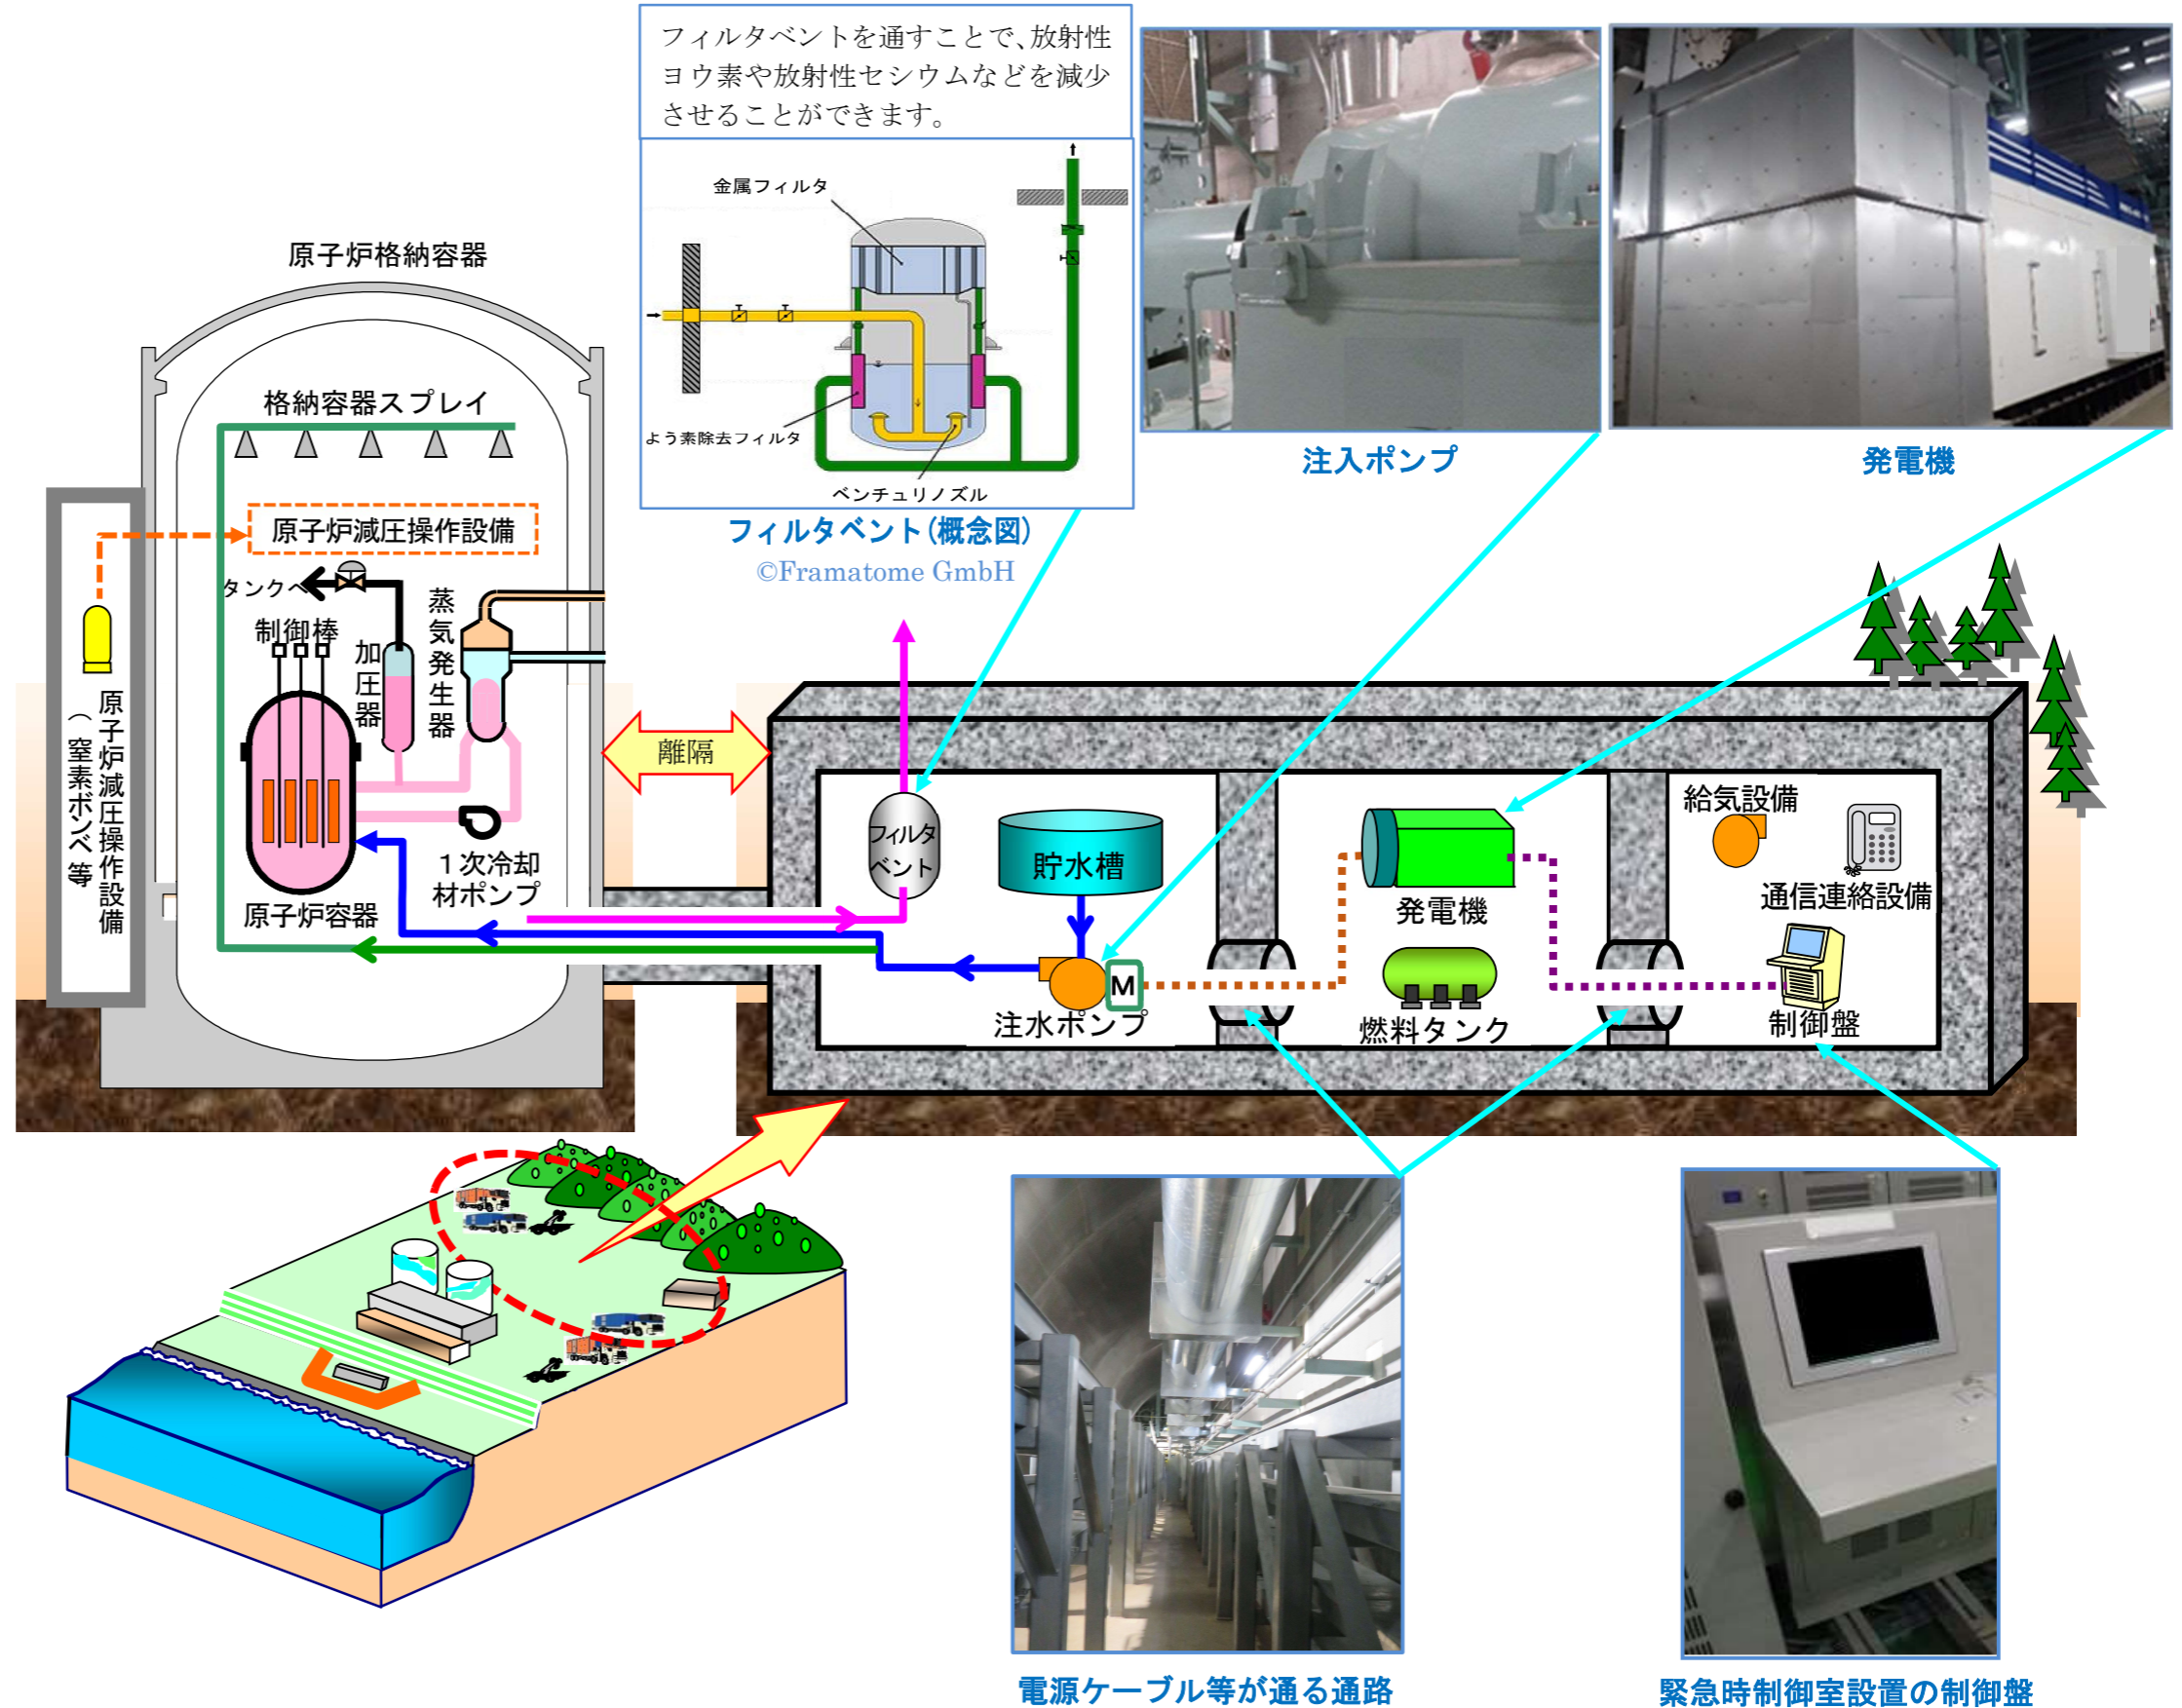 フィルタベントを通すことで、放射性
ヨウ素や放射性セシウムなどを減少
させることができます。
金属フィルタ
よう素除去フィルタ
ベンチュリノズル
フィルタベント(概念図)
©Framatome GmbH
注入ポンプ
発電機
原子炉格納容器
格納容器スプレイ
原子炉減圧操作設備
タンクへ
制御棒
加圧器
蒸気発生器
原子炉減圧操作設備
（窒素ボンベ等
1次冷却
材ポンプ
原子炉容器
離隔
フィルタ
ベント
貯水槽
M
注水ポンプ
発電機
燃料タンク
給気設備
通信連絡設備
制御盤
電源ケーブル等が通る通路
緊急時制御室設置の制御盤